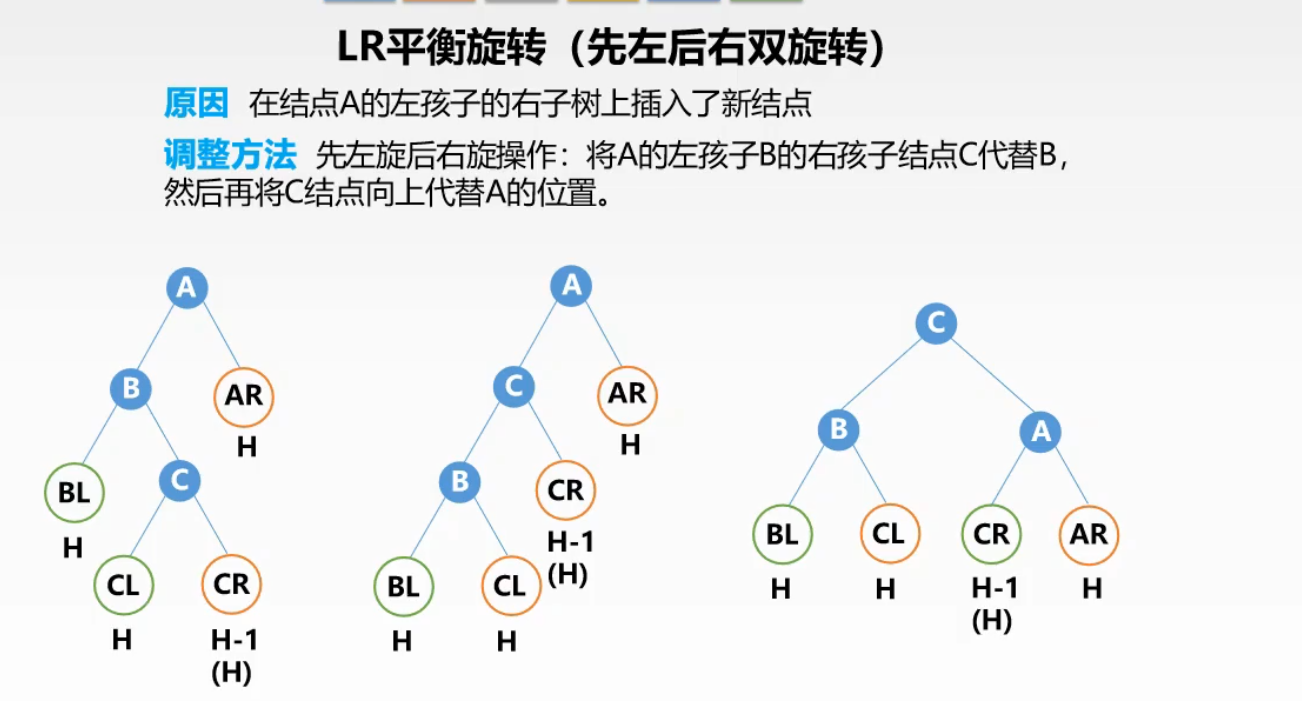 LR平衡旋转（先左后右双旋转）
原因 在结点A的左孩子的右子树上插入了新结点
调整方法 先左旋后右旋操作：将A的左孩子B的右孩子结点C代替B，
然后再将C结点向上代替A的位置。
A
B
AR
H
BL
H
C
CL
H
CR
H-1
(H)
A
C
AR
H
B
CR
H-1
(H)
BL
H
CL
H
C
B
A
BL
H
CL
H
CR
H-1
(H)
AR
H